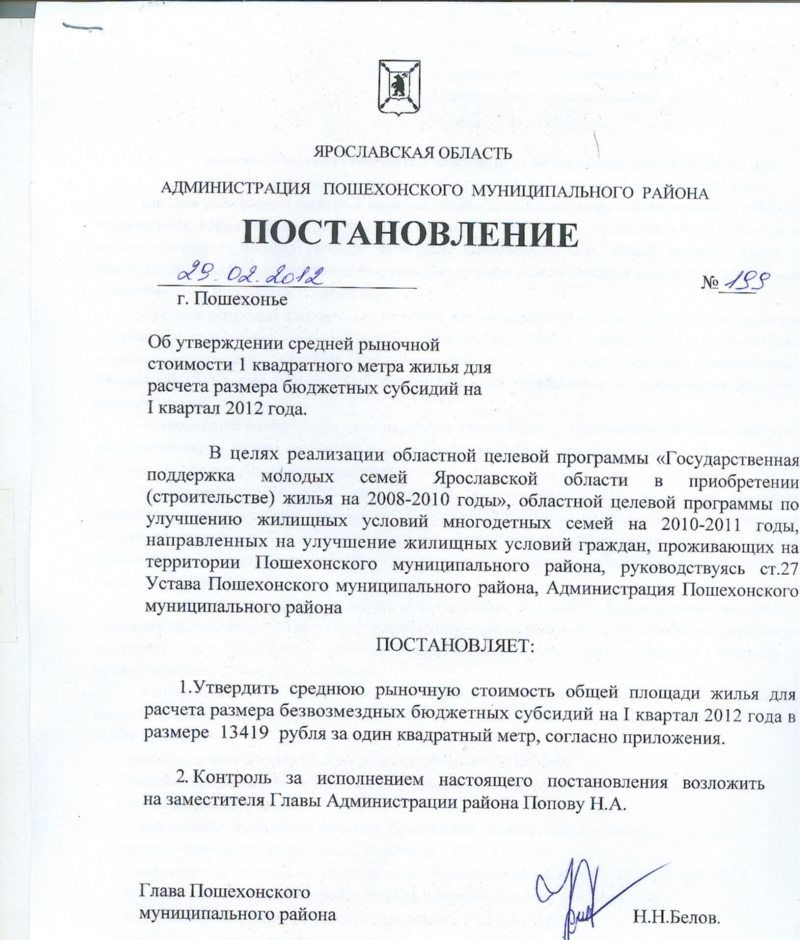 ЯРОСЛАВСКАЯ ОБЛАСТЬ
АДМИНИСТРАЦИЯ ПОШЕХОНСКОГО МУНИЦИПАЛЬНОГО РАЙОНА
ПОСТАНОВЛЕНИЕ
29.02.2012 № 199
г. Пошехонье
Об утверждении средней рыночной
стоимости 1 квадратного метра жилья для
расчета размера бюджетных субсидий на
I квартал 2012 года.
В целях реализации областной целевой программы «Государственная
поддержка молодых семей Ярославской области в приобретении
(строительстве) жилья на 2008-2010 годы», областной целевой программы по
улучшению жилищных условий многодетных семей на 2010-2011 годы,
направленных на улучшение жилищных условий граждан, проживающих на
территории Пошехонского муниципального района, руководствуясь ст.27
Устава Пошехонского муниципального района, Администрация Пошехонского
муниципального района
ПОСТАНОВЛЯЕТ:
1.Утвердить среднюю рыночную стоимость общей площади жилья для
расчета размера безвозмездных бюджетных субсидий на I квартал 2012 года в
размере 13419 рубля за один квадратный метр, согласно приложения.
2. Контроль за исполнением настоящего постановления возложить
на заместителя Главы Администрации района Попову Н.А.
Глава Пошехонского
муниципального района Н.Н.Белов.